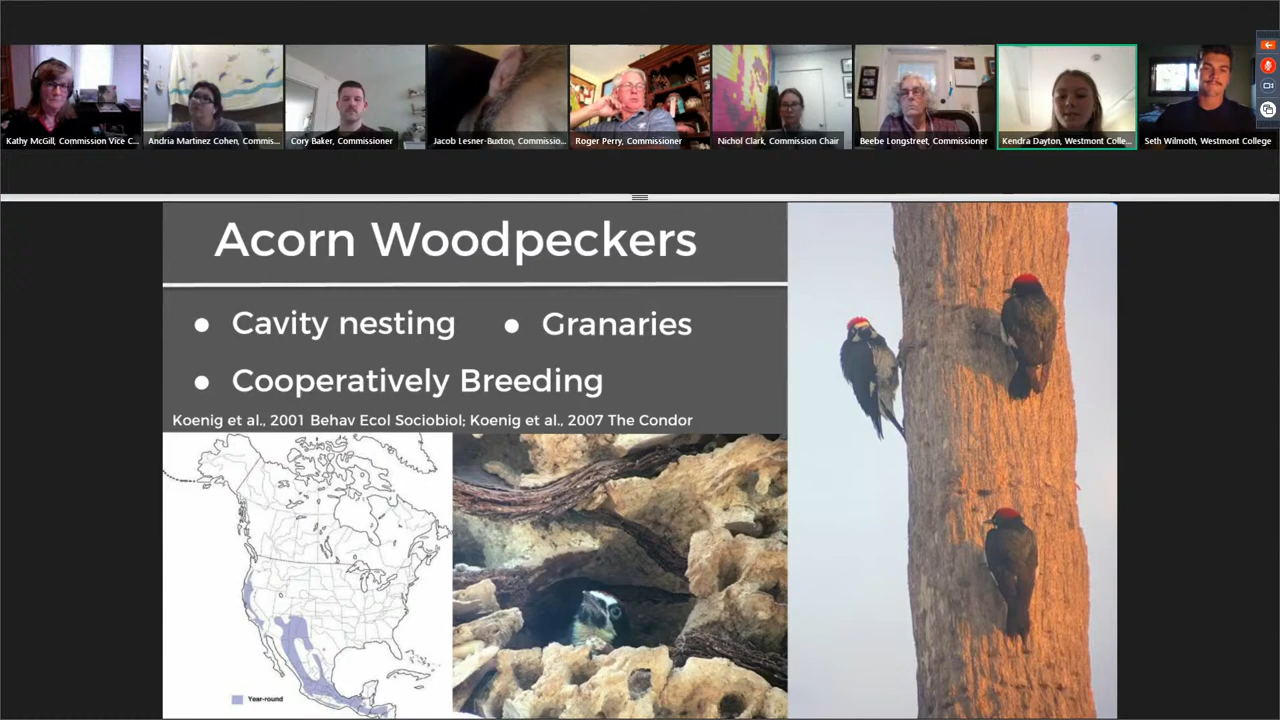 Kathy McGill, Commission Vice C...
Andria Martinez Cohen, Commis...
Cory Baker, Commissioner
Jacob Lesner-Buxton, Commissio...
Roger Perry, Commissioner
Nichol Clark, Commission Chair
Beebe Longstreet, Commissioner
Kendra Dayton, Westmont Colle...
Seth Wilmoth, Westmont College
Acorn Woodpeckers
● Cavity nesting ● Granaries
● Cooperatively Breeding
Koenig et al., 2001 Behav Ecol Sociobiol; Koenig et al., 2007 The Condor
Year-round